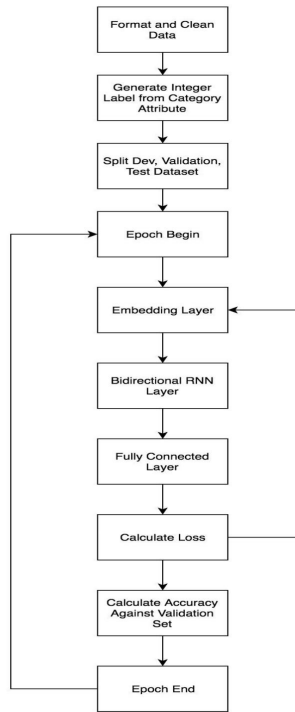 Format and Clean
Data
Generate Integer
Label from Category
Attribute
Split Dev, Validation,
Test Dataset
Epoch Begin
Embedding Layer
Bidirectional RNN
Layer
Fully Connected
Layer
Calculate Loss
Calculate Accuracy
Against Validation
Set
Epoch End